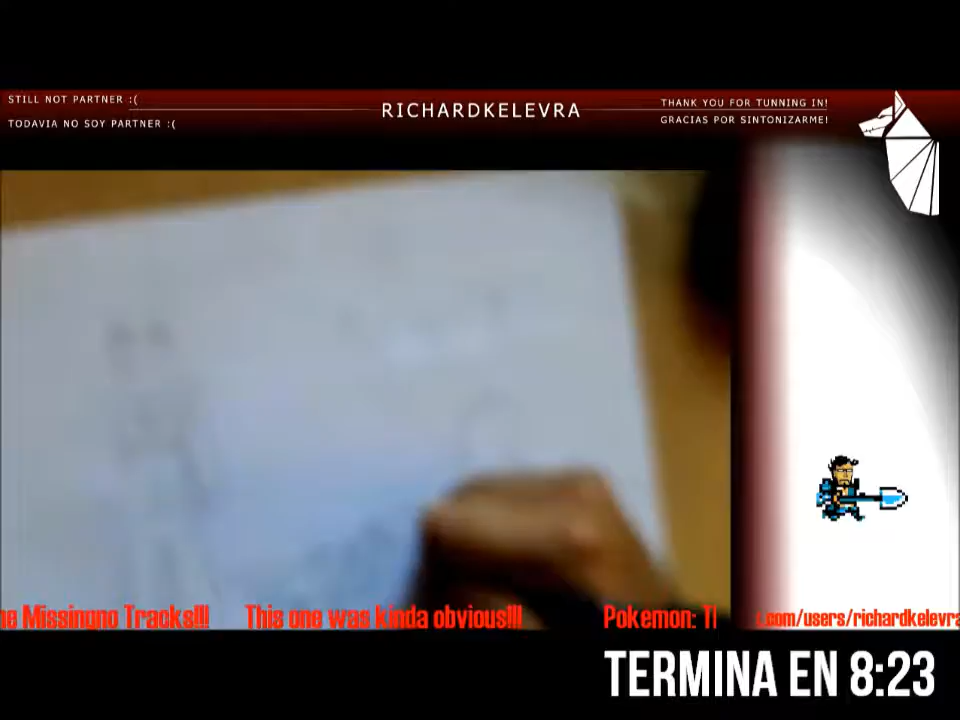 STILL NOT PARTNER :(
TODAVIA NO SOY PARTNER :(
RICHARDKELEVRA
THANK YOU FOR TUNNING IN!
GRACIAS POR SINTONIZARME!
Missingno Tracks!!! This one was kinda obvious!!! Pokemon:
.com/users/richardkelevra
TERMINA EN 8:23